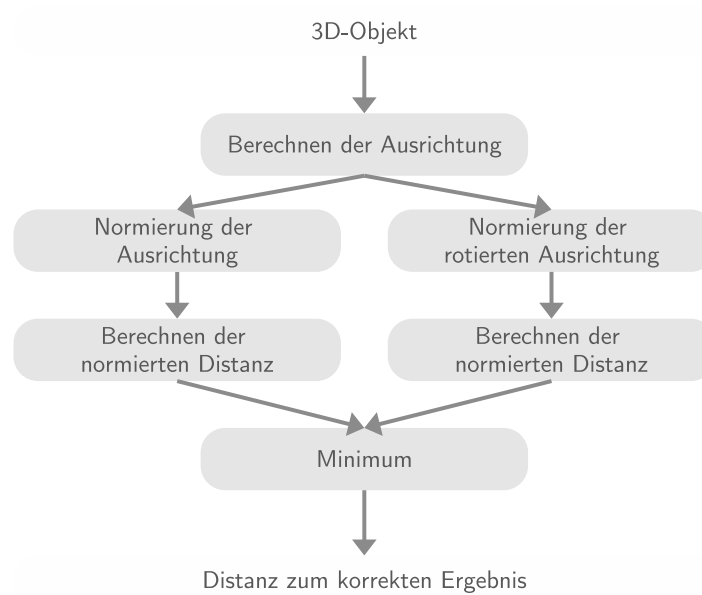 3D-Objekt
Berechnen der Ausrichtung
Normierung der
Ausrichtung
Normierung der
rotierten Ausrichtung
Berechnen der
normierten Distanz
Berechnen der
normierten Distanz
Minimum
Distanz zum korrekten Ergebnis